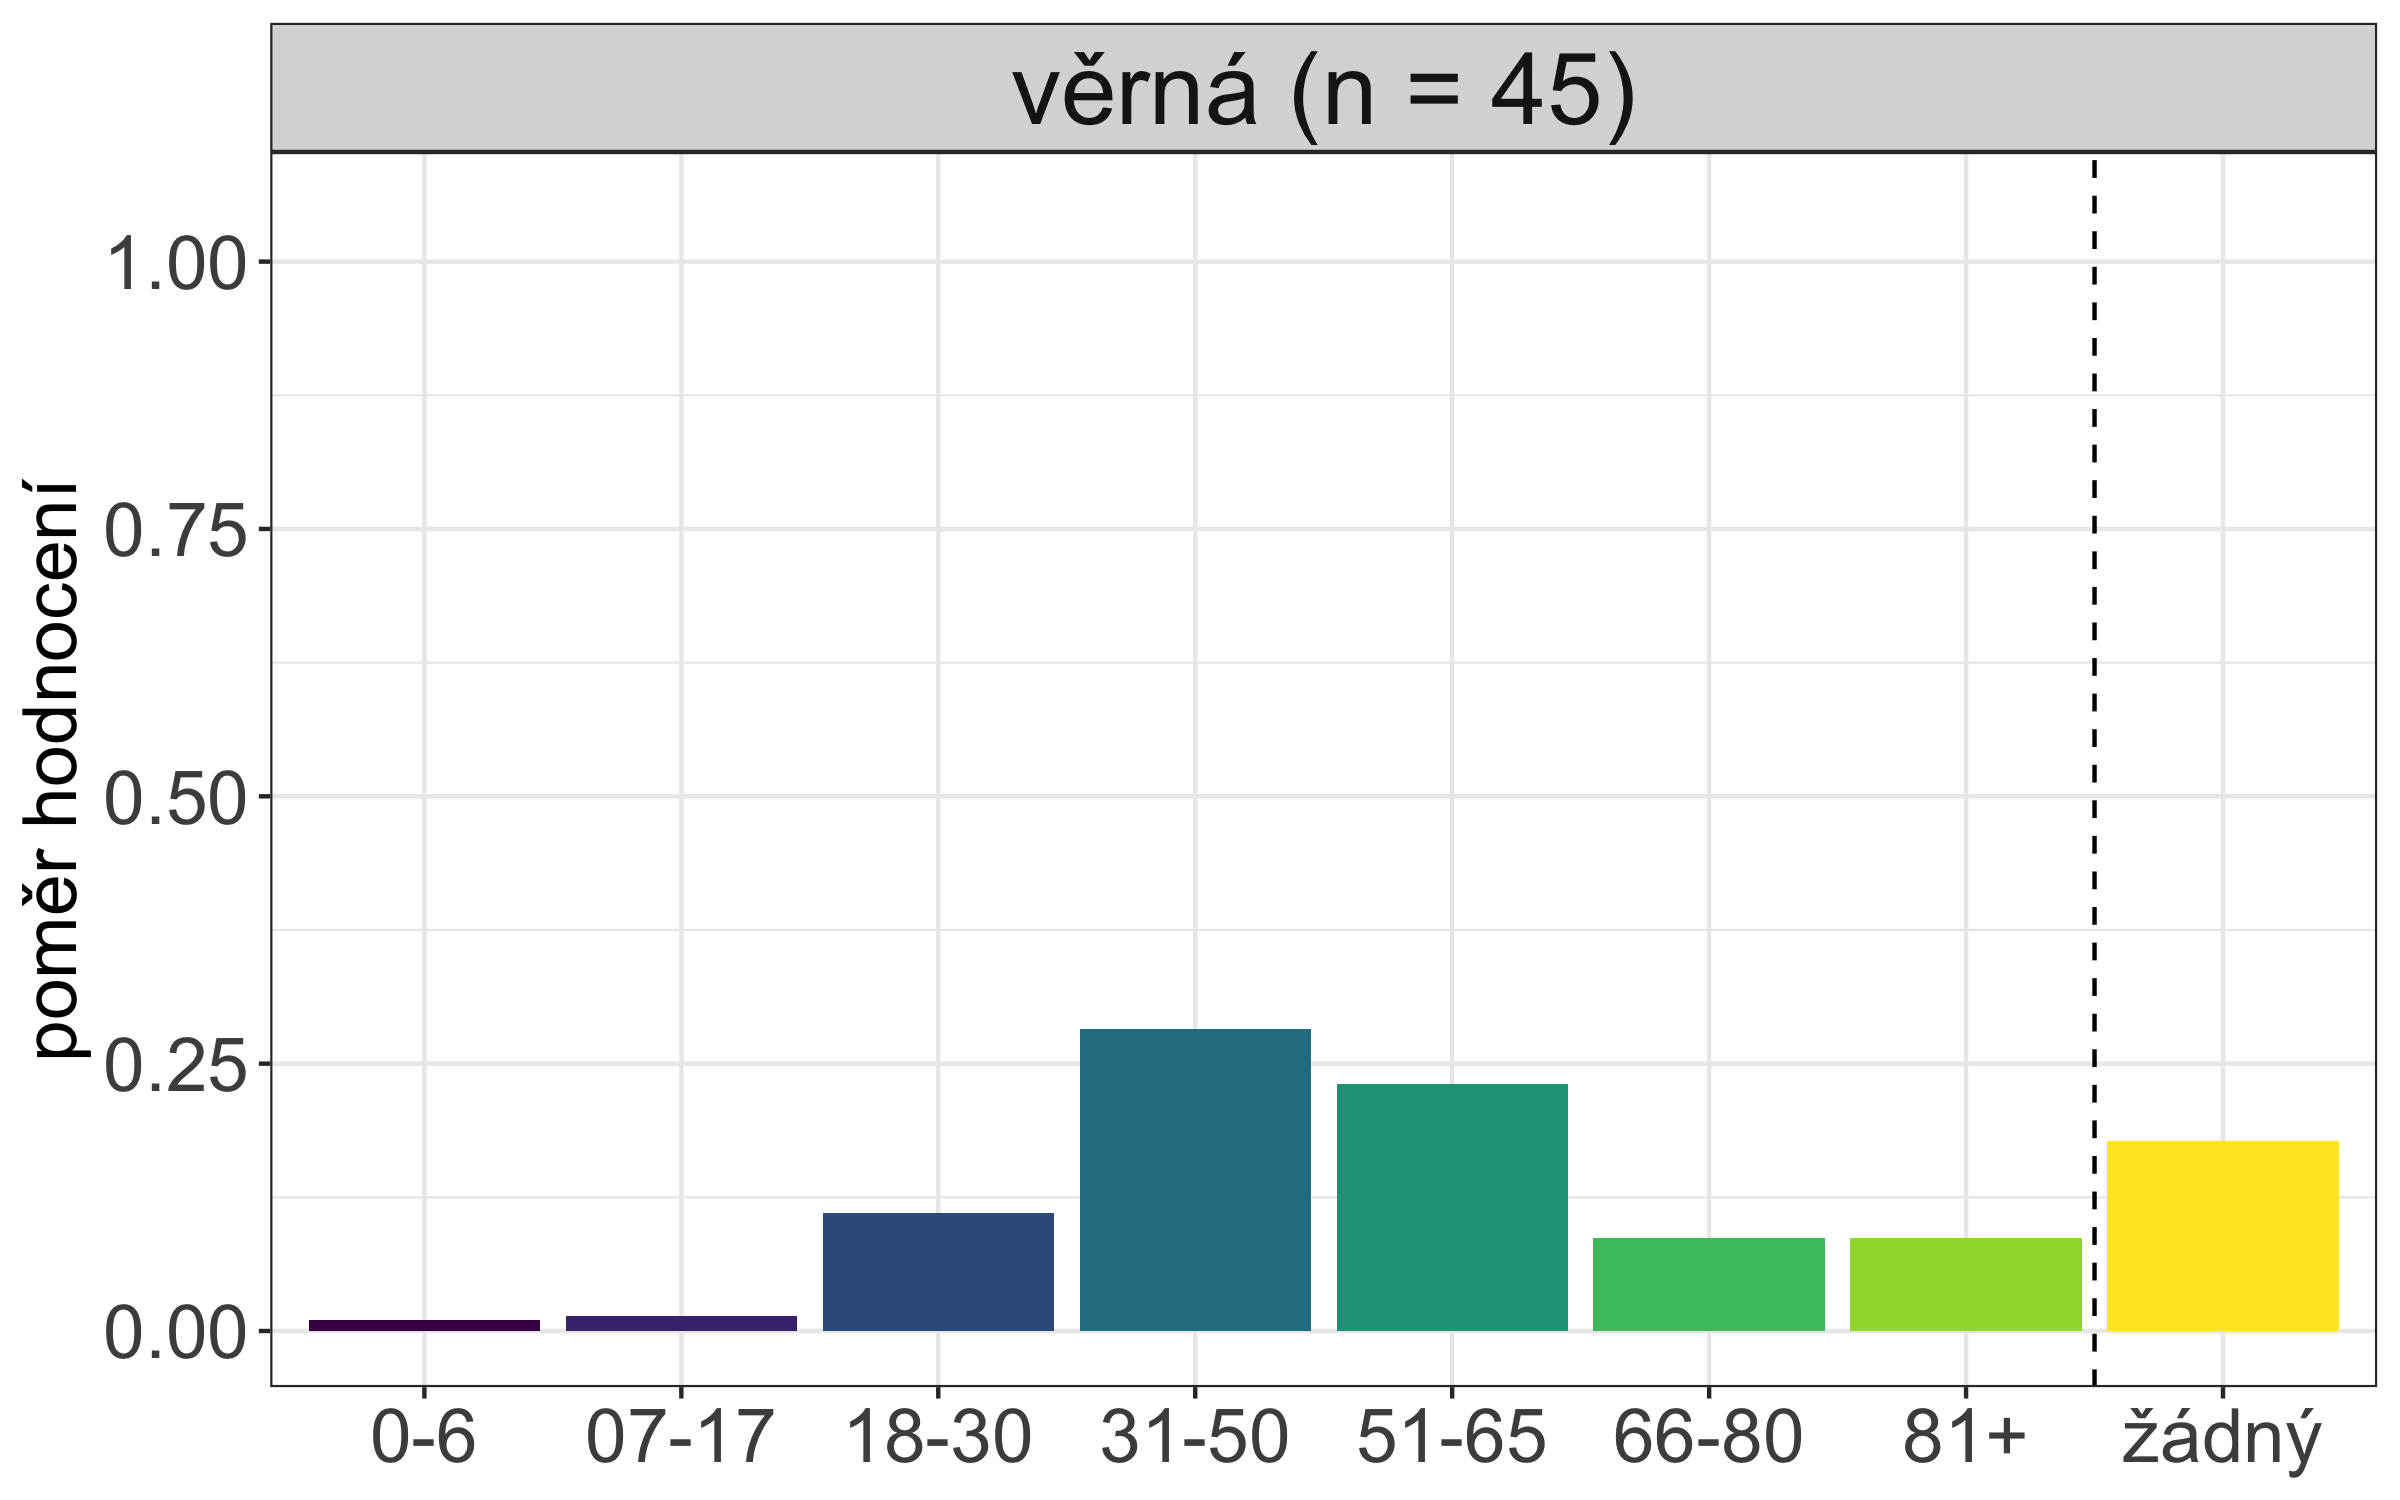 věrná (n = 45)
poměr hodnocení
1.00
0.75
0.50
0.25
0.00
0-6 07-17 18-30 31-50 51-65 66-80 81+ žádný